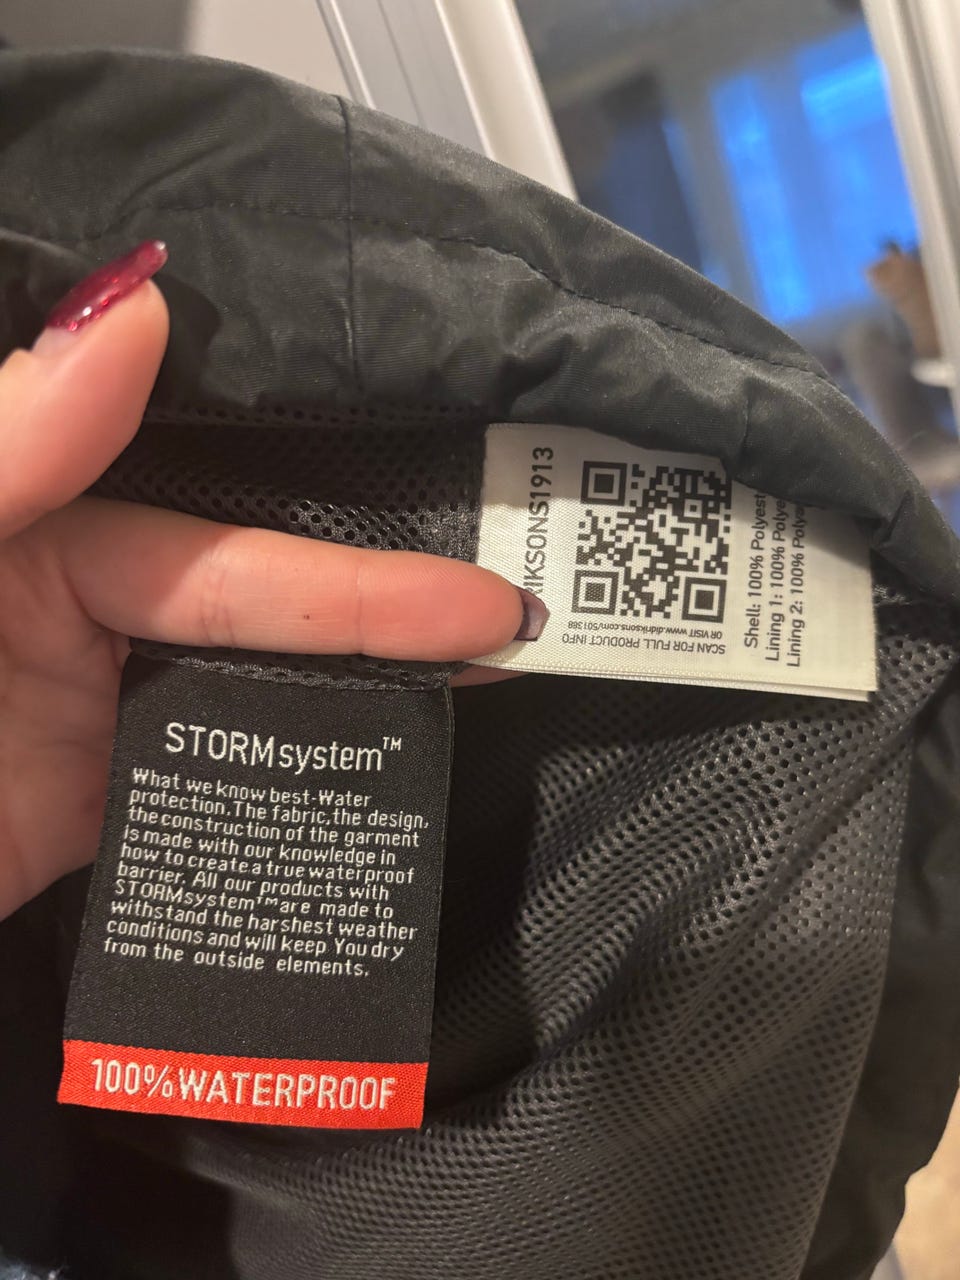 STORMsystem™
What we know best-Water
protection. The fabric, the design,
the construction of the garment
is made with our knowledge in
how to create a true waterproof
barrier. All our products with
STORMsystem™ are made to
withstand the harshest weather
conditions and will keep You dry
from the outside elements.
100% WATERPROOF
RIKSONS1913
SCAN FOR FULL PRODUCT INFO
OR VISIT www.didriksons.com/501388
Shell: 100% Polyest
Lining 1: 100% Polye
Lining 2: 100% Polye